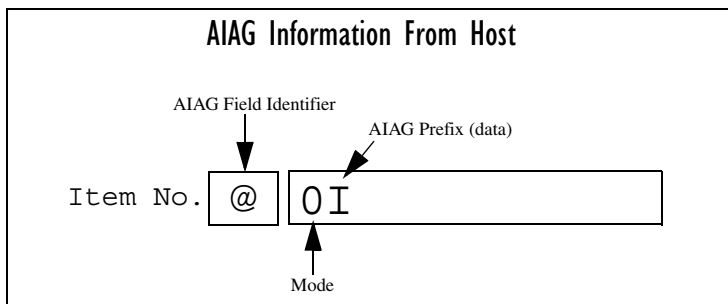 AIAG Information From Host
AIAG Field Identifier
AIAG Prefix (data)
Item No. @ 0I
Mode